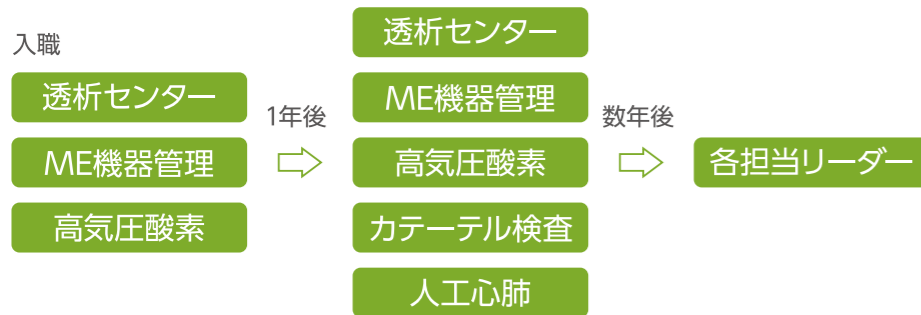 入職
透析センター
ME機器管理
高気圧酸素
1年後
透析センター
ME機器管理
高気圧酸素
カテーテル検査
人工心肺
数年後
各担当リーダー